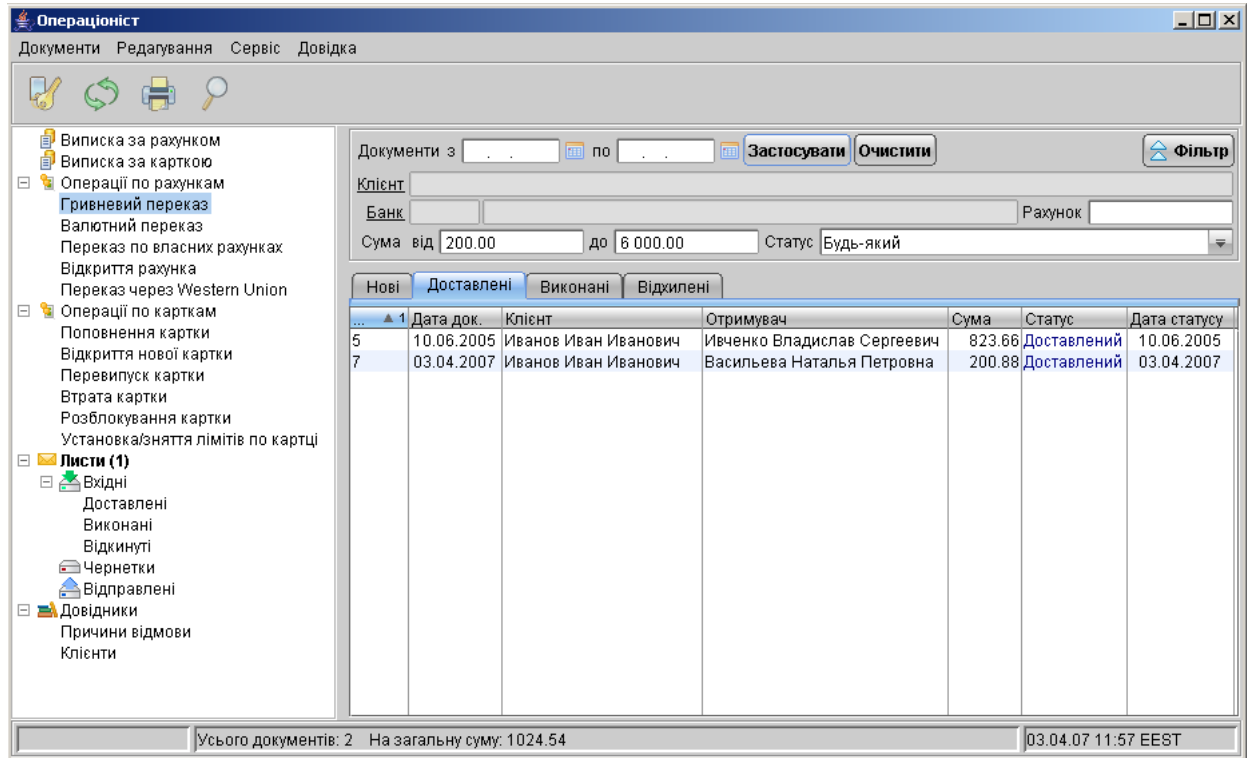 Операціоніст
Документи Редагування Сервіс Довідка
Виписка за рахунком
Виписка за карткою
Операції по рахункам
Гривневий переказ
Валютний переказ
Переказ по власних рахунках
Відкриття рахунка
Переказ через Western Union
Операції по карткам
Поповнення картки
Відкриття нової картки
Перевипуск картки
Втрата картки
Розблокування картки
Установка/зняття лімітів по картці
Листи (1)
Вхідні
Доставлені
Виконані
Відкинуті
Чернетки
Відправлені
Довідники
Причини відмови
Клієнти
Документи з . . по . . Застосувати Очистити Фільтр
Клієнт
Банк Рахунок
Сума від 200.00 до 6 000.00 Статус Будь-який
Нові Доставлені Виконані Відхилені
... 1 Дата док. Клієнт Отримувач Сума Статус Дата статусу
5 10.06.2005 Иванов Иван Иванович Ивченко Владислав Сергеевич 823.66 Доставлений 10.06.2005
7 03.04.2007 Иванов Иван Иванович Васильева Наталья Петровна 200.88 Доставлений 03.04.2007
Усього документів: 2 На загальну суму: 1024.54 03.04.07 11:57 EEST